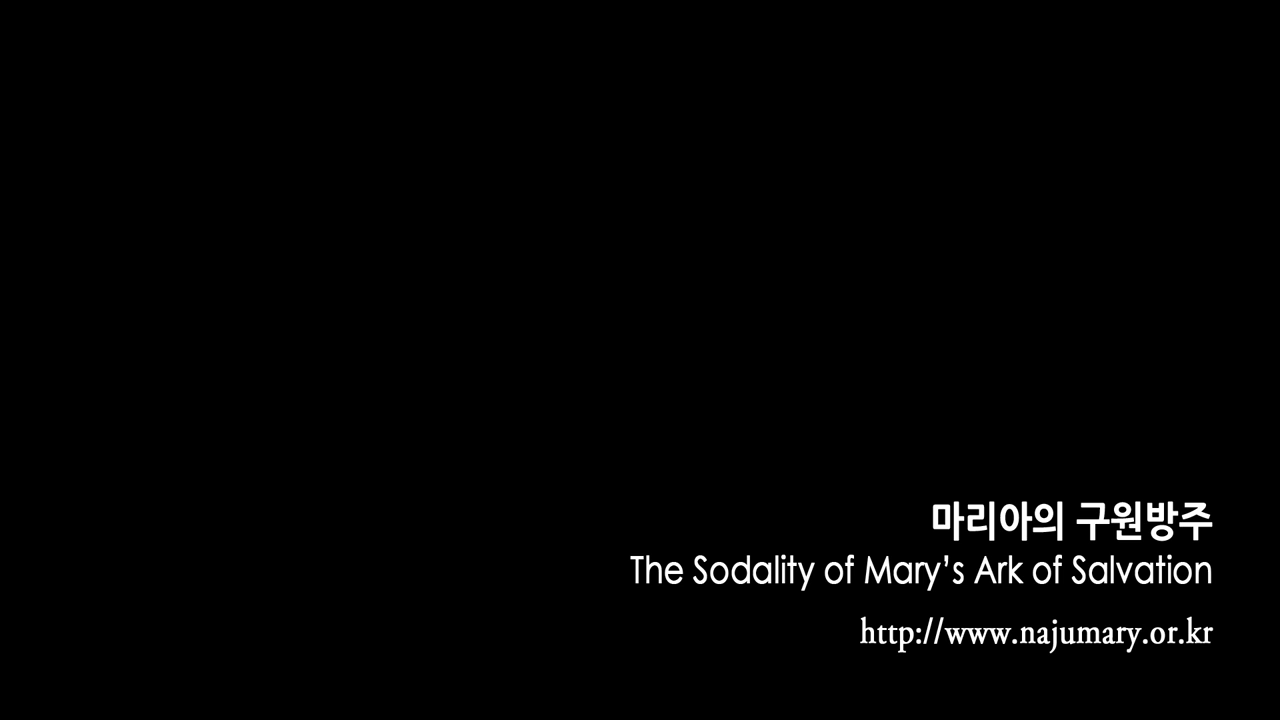 마리아의 구원방주
The Sodality of Mary’s Ark of Salvation
http://www.najumary.or.kr